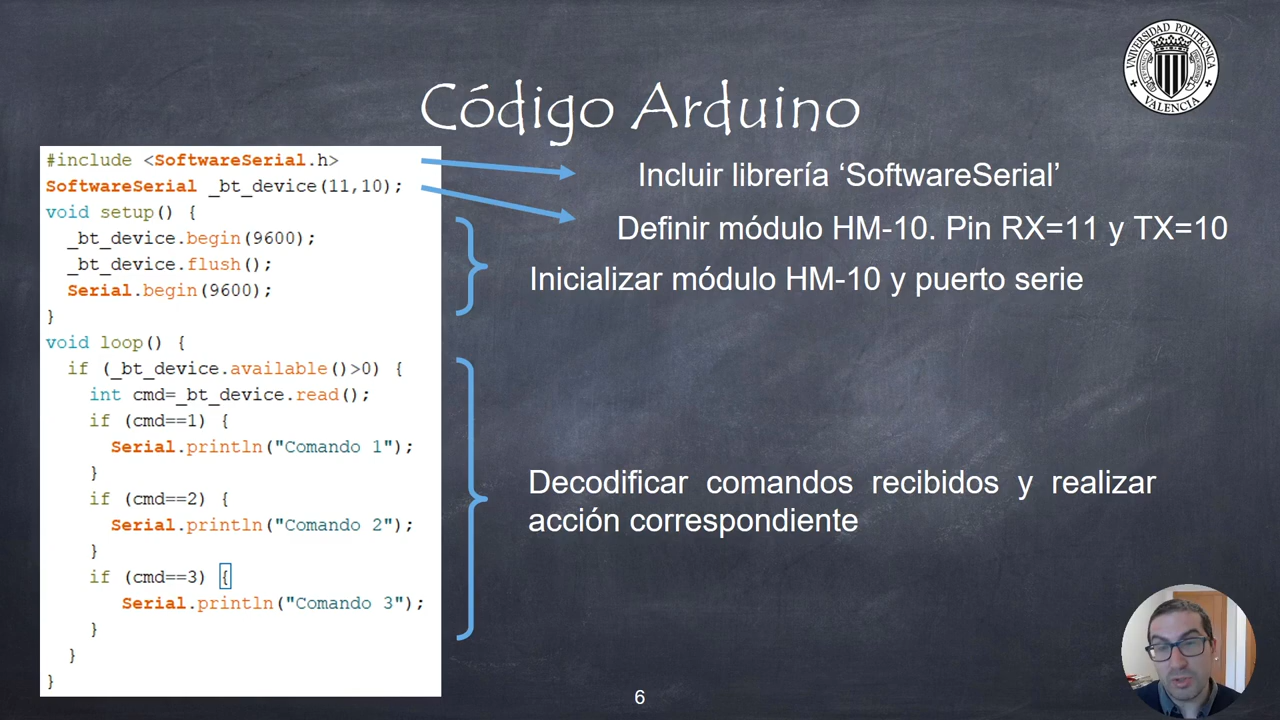 UNIVERSIDAD POLITECNICA
VALENCIA
Código Arduino
#include <SoftwareSerial.h>
SoftwareSerial _bt_device(11,10);
void setup() {
_bt_device.begin(9600);
_bt_device.flush();
Serial.begin(9600);
}
void loop() {
if (_bt_device.available()>0) {
int cmd=_bt_device.read();
if (cmd==1) {
Serial.println("Comando 1");
}
if (cmd==2) {
Serial.println("Comando 2");
}
if (cmd==3) {
Serial.println("Comando 3");
}
}
}
Incluir librería ‘SoftwareSerial’
Definir módulo HM-10. Pin RX=11 y TX=10
Inicializar módulo HM-10 y puerto serie
Decodificar comandos recibidos y realizar
acción correspondiente
6